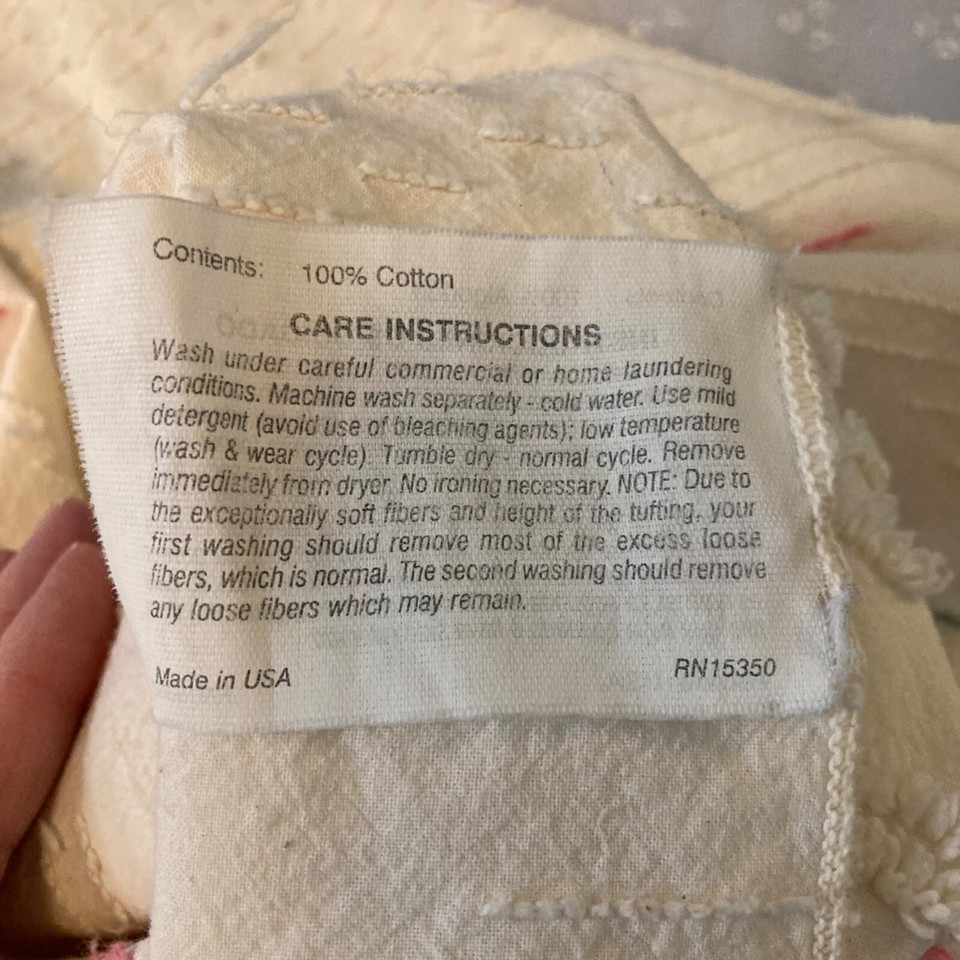 Contents: 100% Cotton
CARE INSTRUCTIONS
Wash under careful commercial or home laundering
conditions. Machine wash separately - cold water. Use mild
detergent (avoid use of bleaching agents); low temperature
(wash & wear cycle). Tumble dry - normal cycle. Remove
immediately from dryer. No ironing necessary. NOTE: Due to
the exceptionally soft fibers and height of the tufting, your
first washing should remove most of the excess loose
fibers, which is normal. The second washing should remove
any loose fibers which may remain.
Made in USA RN15350